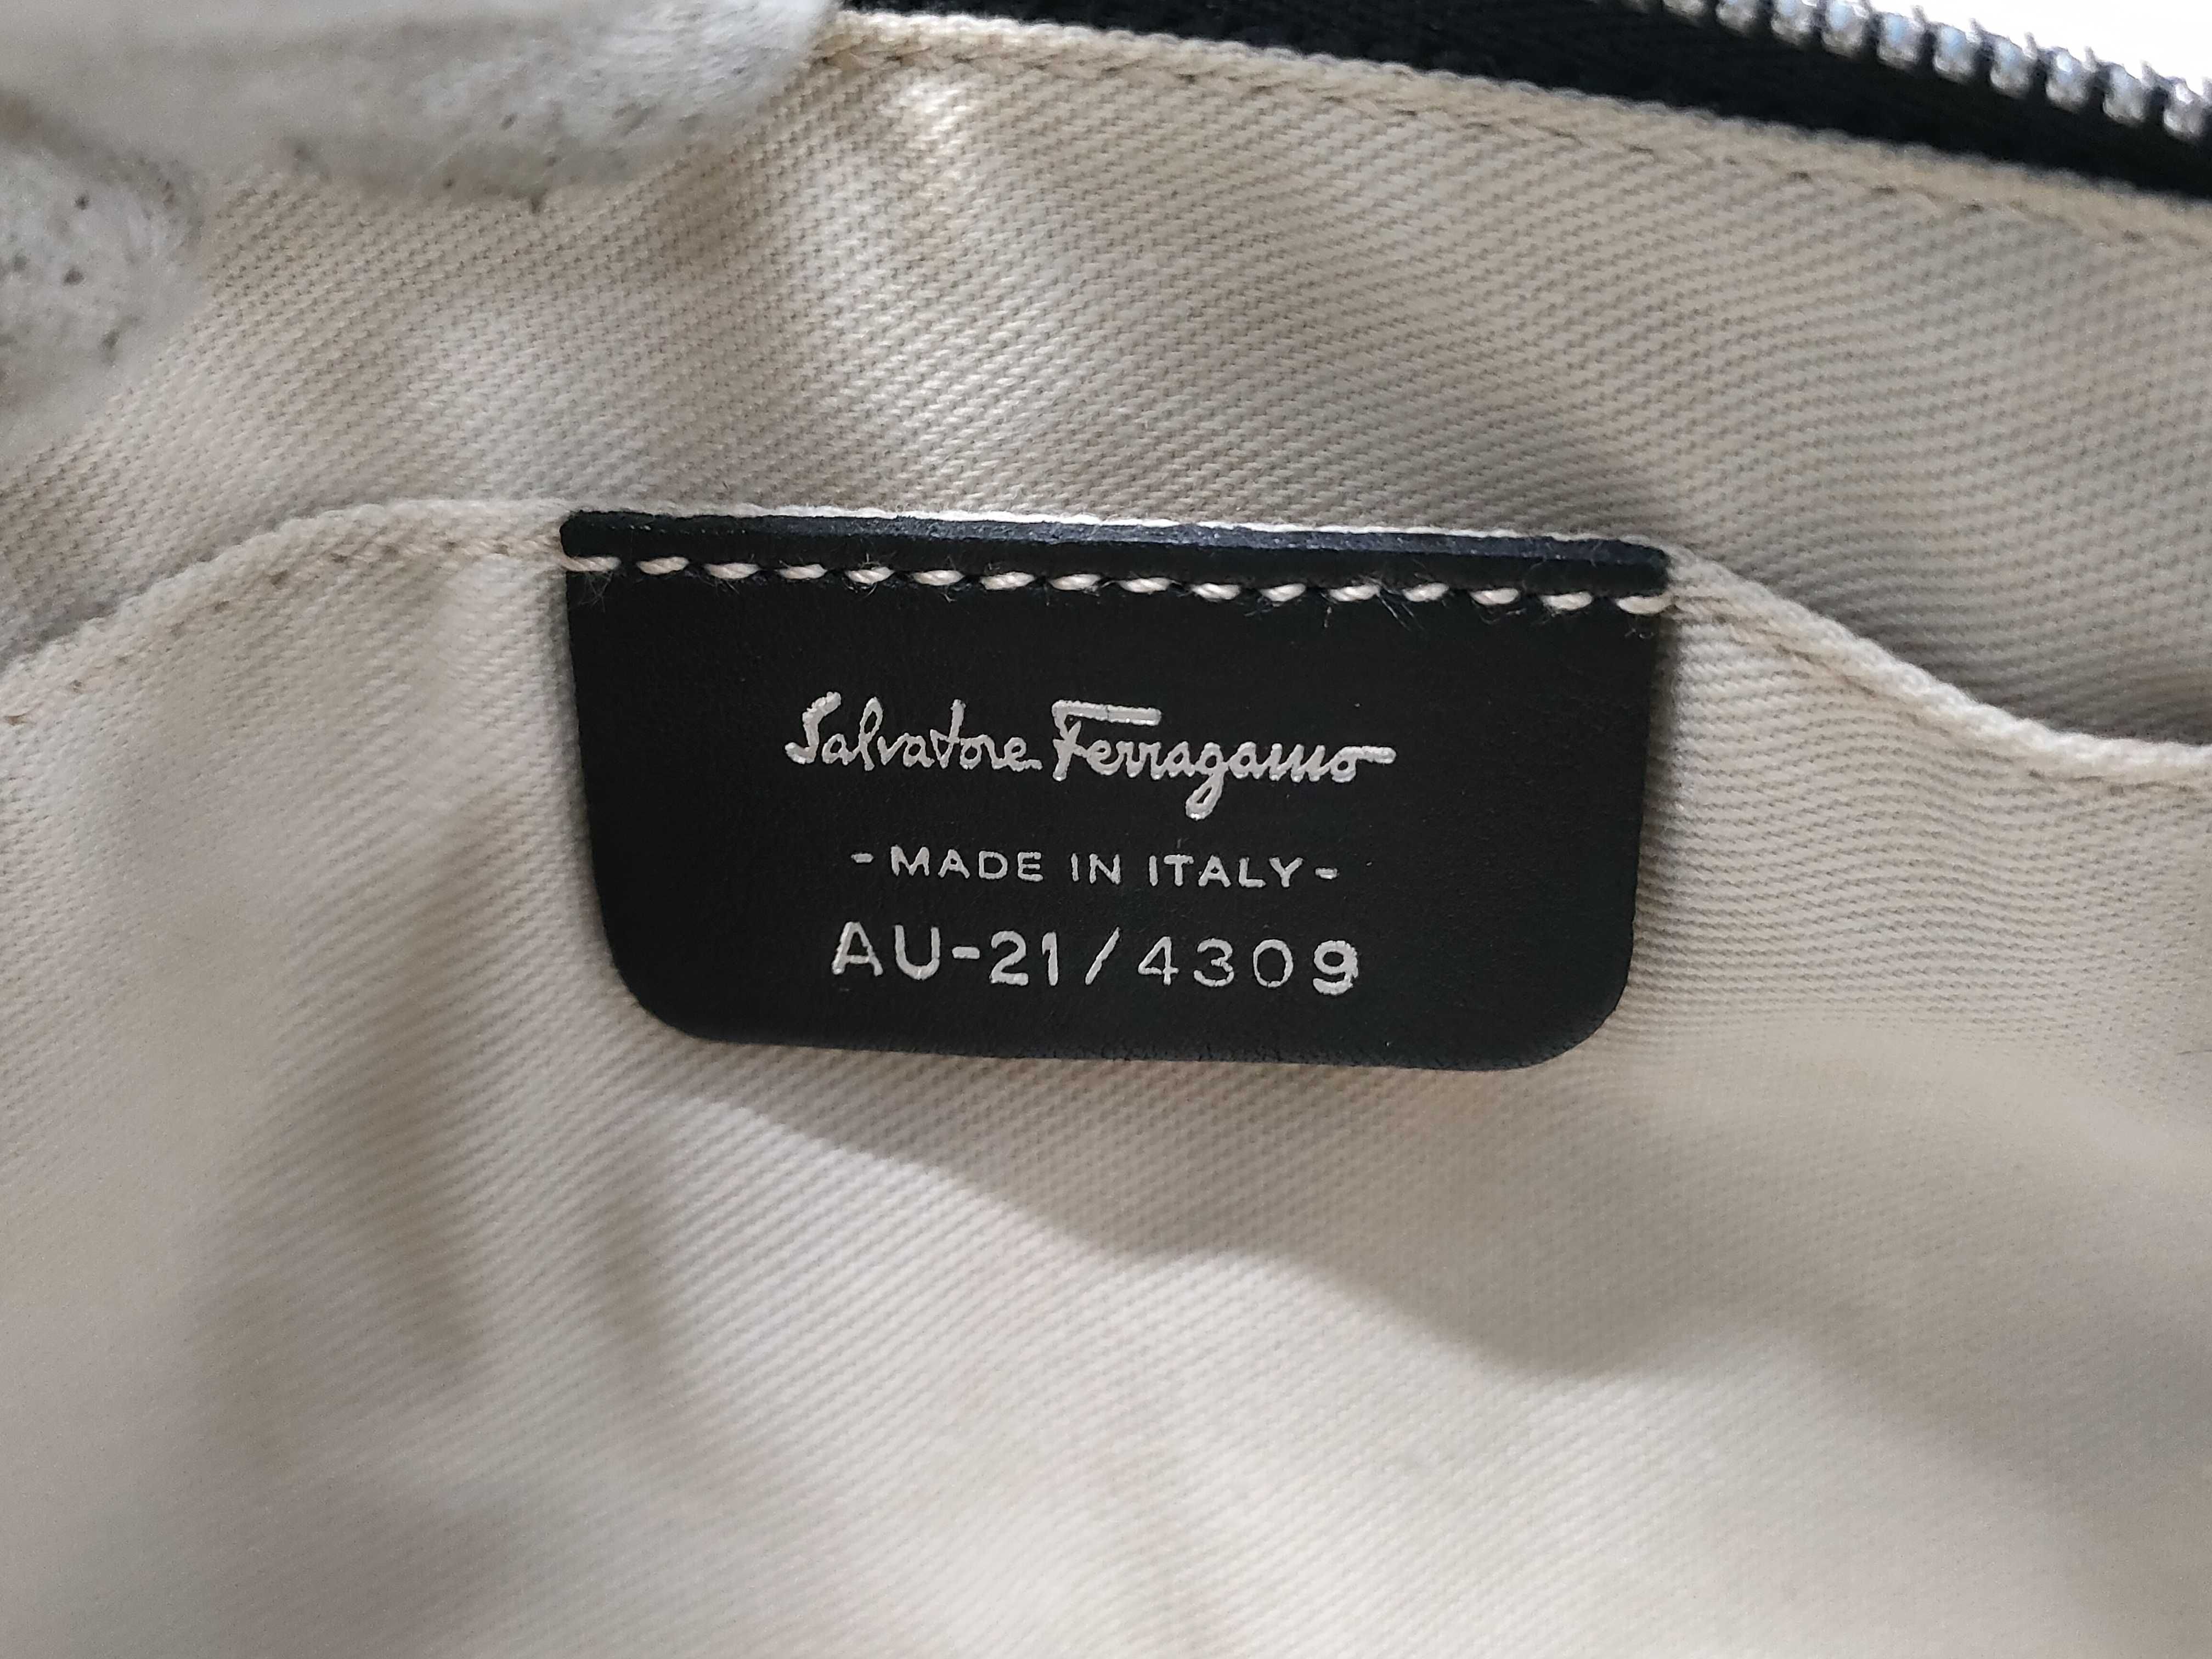 Salvatore Ferragamo
-MADE IN ITALY-
AU-21/4309